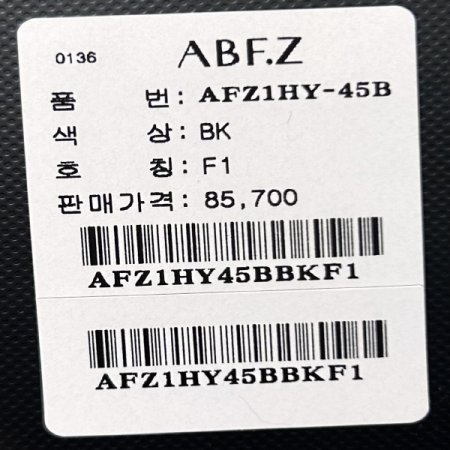 0136 ABF.Z
품 번: AFZ1HY-45B
색 상: BK
호 칭: F1
판매가격: 85,700
AFZ1HY45BBKF1
AFZ1HY45BBKF1